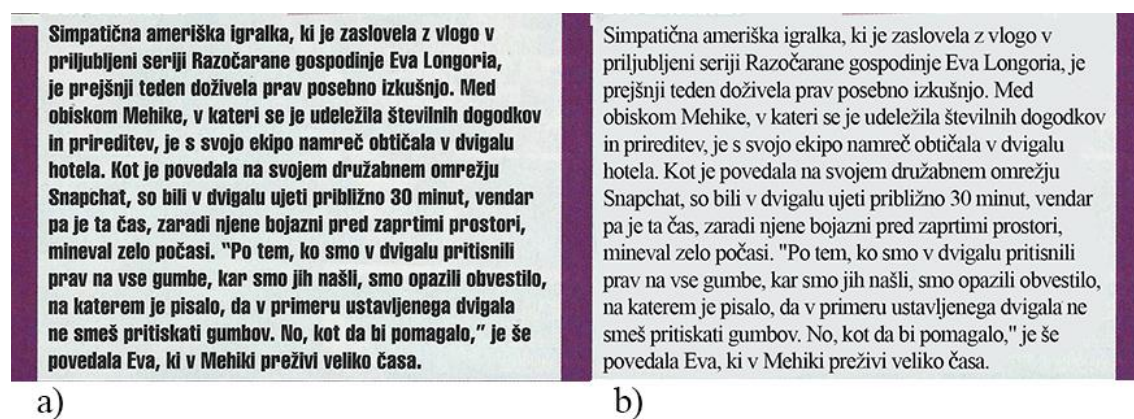 Simpatična ameriška igralka, ki je zaslovela z vlogo v
priljubljeni seriji Razočarane gospodinje Eva Longoria,
je prejšnji teden doživela prav posebno izkušnjo. Med
obiskom Mehike, v kateri se je udeležila številnih dogodkov
in prireditev, je s svojo ekipo namreč obtičala v dvigalu
hotela. Kot je povedala na svojem družabnem omrežju
Snapchat, so bili v dvigalu ujeti približno 30 minut, vendar
pa je ta čas, zaradi njene bojazni pred zaprtimi prostori,
mineval zelo počasi. "Po tem, ko smo v dvigalu pritisnili
prav na vse gumbe, kar smo jih našli, smo opazili obvestilo,
na katerem je pisalo, da v primeru ustavljenega dvigala
ne smeš pritiskati gumbov. No, kot da bi pomagalo," je še
povedala Eva, ki v Mehiki preživi veliko časa.
a)
Simpatična ameriška igralka, ki je zaslovela z vlogo v
priljubljeni seriji Razočarane gospodinje Eva Longoria, je
prejšnji teden doživela prav posebno izkušnjo. Med
obiskom Mehike, v kateri se je udeležila številnih dogodkov
in prireditev, je s svojo ekipo namreč obtičala v dvigalu
hotela. Kot je povedala na svojem družabnem omrežju
Snapchat, so bili v dvigalu ujeti približno 30 minut, vendar
pa je ta čas, zaradi njene bojazni pred zaprtimi prostori,
mineval zelo počasi. "Po tem, ko smo v dvigalu pritisnili
prav na vse gumbe, kar smo jih našli, smo opazili obvestilo,
na katerem je pisalo, da v primeru ustavljenega dvigala ne
smeš pritiskati gumbov. No, kot da bi pomagalo," je še
povedala Eva, ki v Mehiki preživi veliko časa.
b)